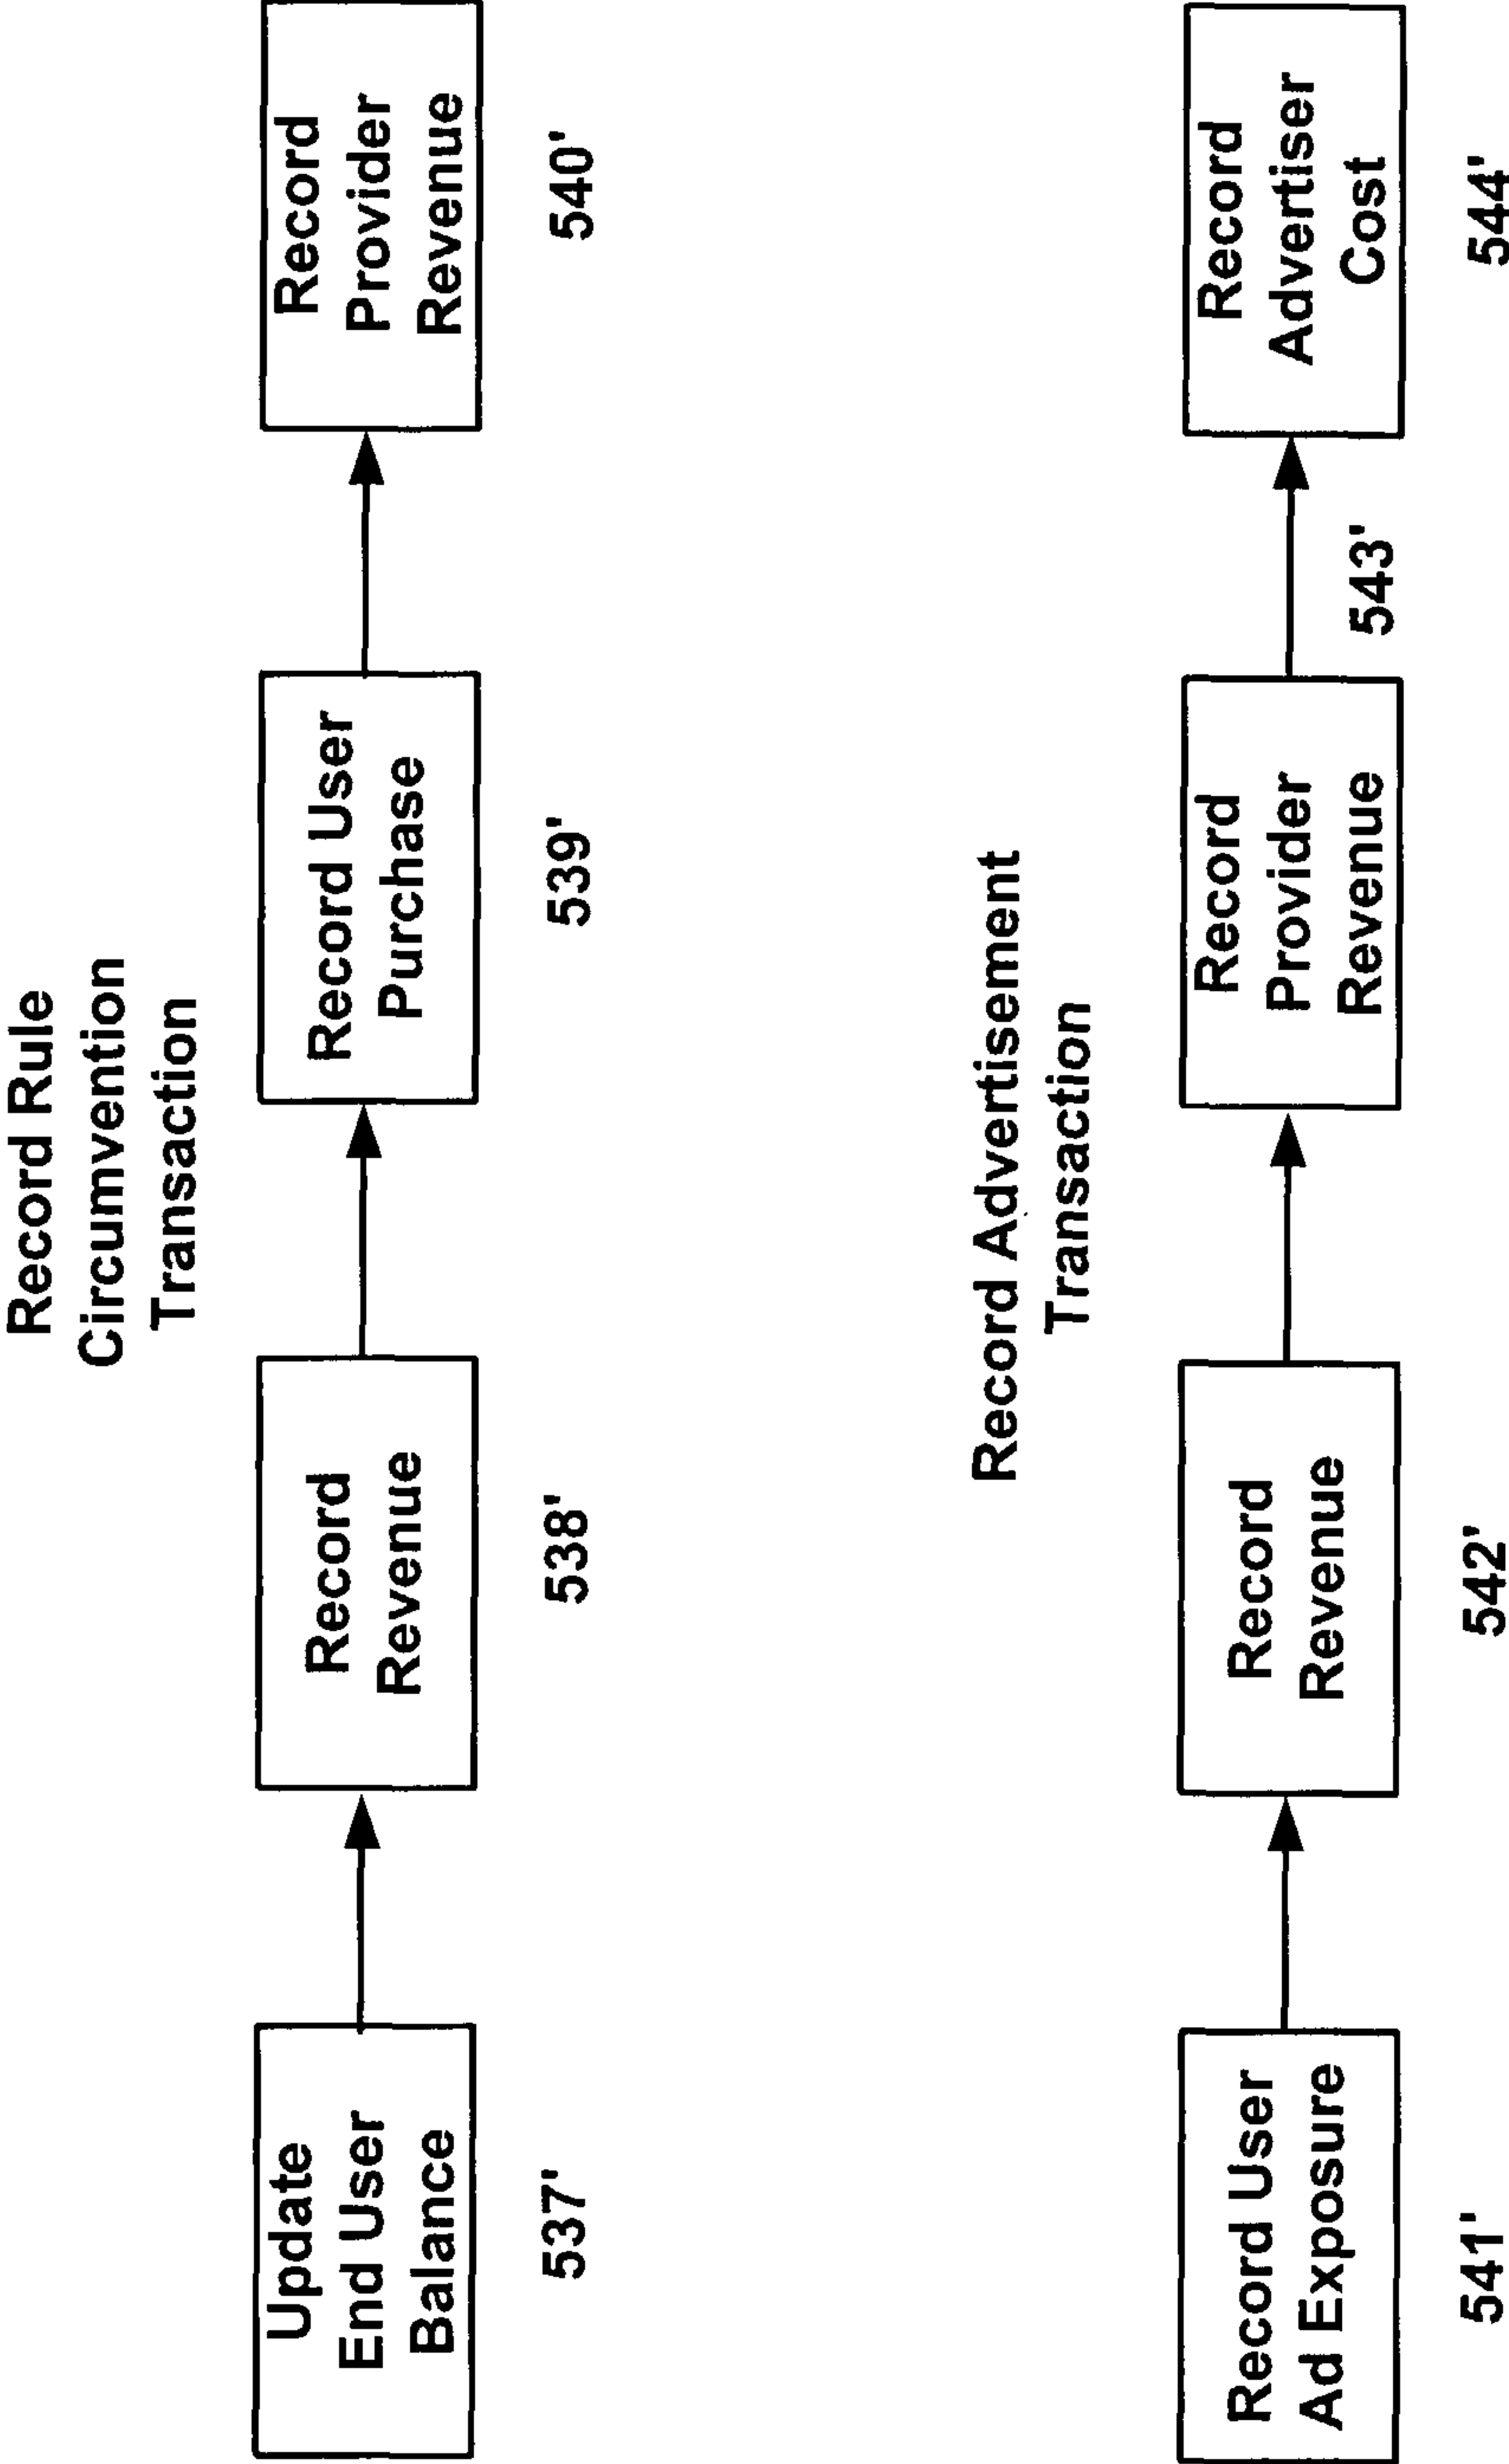 Record Rule
Circumvention
Transaction
Update
End User
Balance
Record
Revenue
Record User
Purchase
Record
Provider
Revenue
537'
538'
539'
540'
Record Advertisement
Transaction
Record User
Ad Exposure
Record
Revenue
Record
Provider
Revenue
Record
Advertiser
Cost
541'
542'
543'
544'